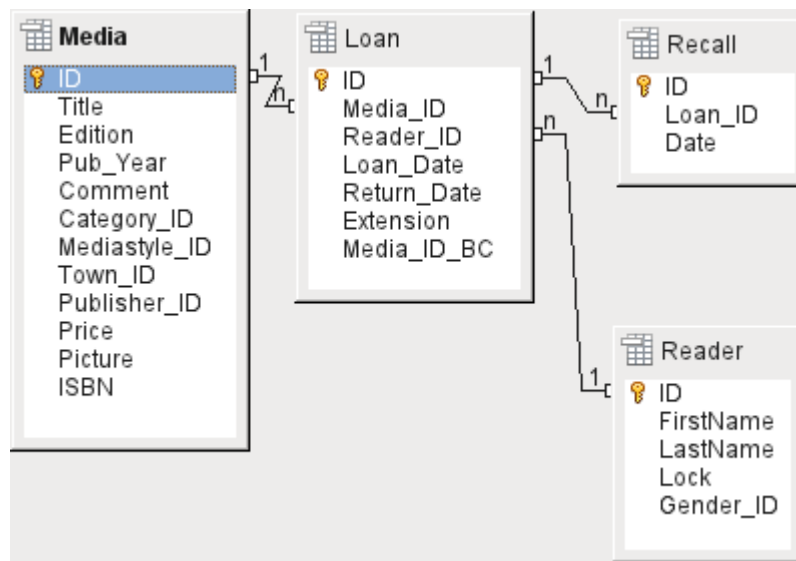 Media
ID
Title
Edition
Pub_Year
Comment
Category_ID
Mediastyle_ID
Town_ID
Publisher_ID
Price
Picture
ISBN
1
n
Loan
ID
Media_ID
Reader_ID
Loan_Date
Return_Date
Extension
Media_ID_BC
1
n
n
1
Recall
ID
Loan_ID
Date
Reader
ID
FirstName
LastName
Lock
Gender_ID